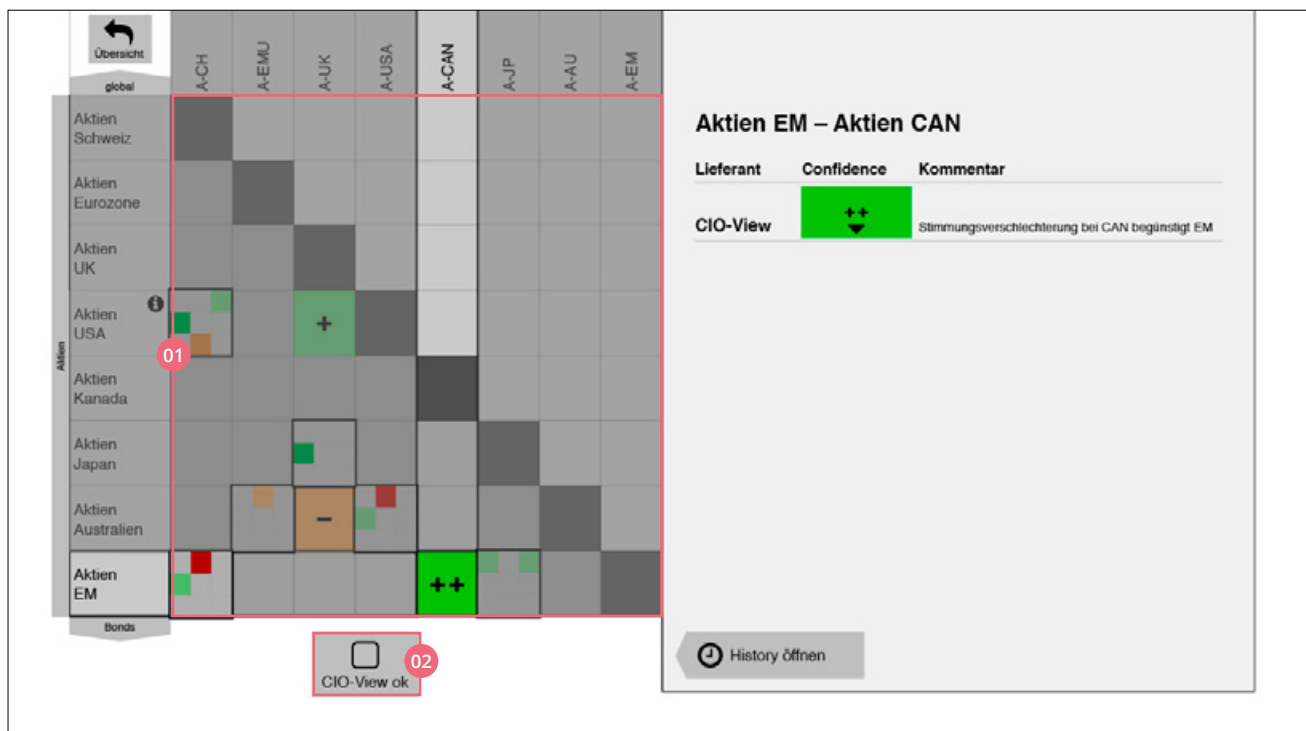 Übersicht
global
A-CH
A-EMU
A-UK
A-USA
A-CAN
A-JP
A-AU
A-EM
Aktien
Aktien
Schweiz
Aktien
Eurozone
Aktien
UK
Aktien
USA
i
+
01
Aktien
Kanada
Aktien
Japan
Aktien
Australien
–
Aktien
EM
++
Bonds
CIO-View ok
02
Aktien EM – Aktien CAN
Lieferant Confidence Kommentar
CIO-View ++ Stimmungsverschlechterung bei CAN begünstigt EM
History öffnen